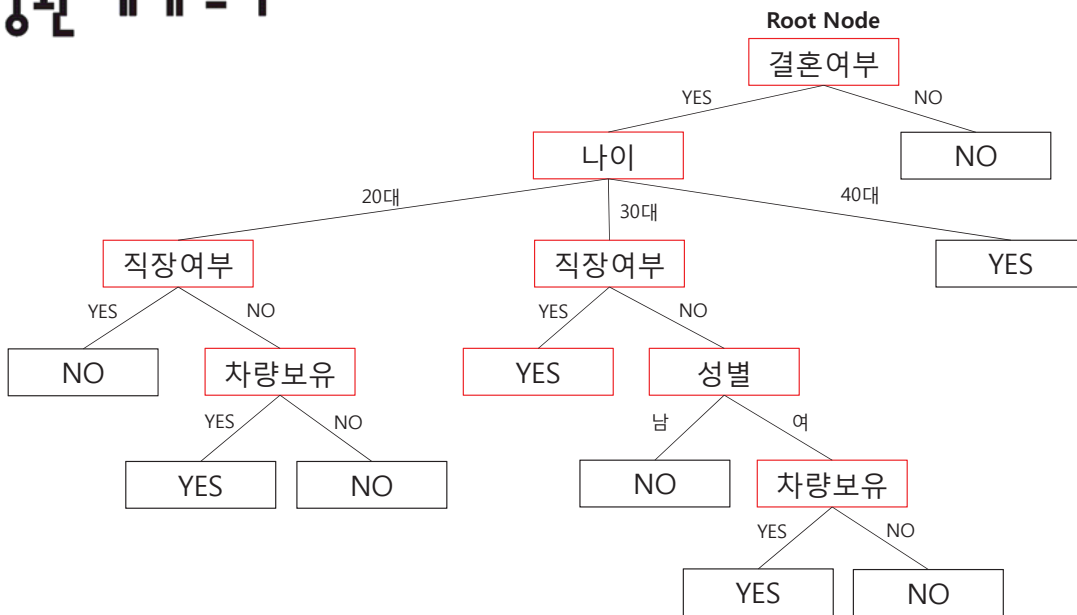 Root Node
결혼여부
YES NO
나이 NO
20대 30대 40대
직장여부 직장여부 YES
YES NO YES NO
NO 차량보유 YES 성별
YES NO 남 여
YES NO NO 차량보유
YES NO
YES NO